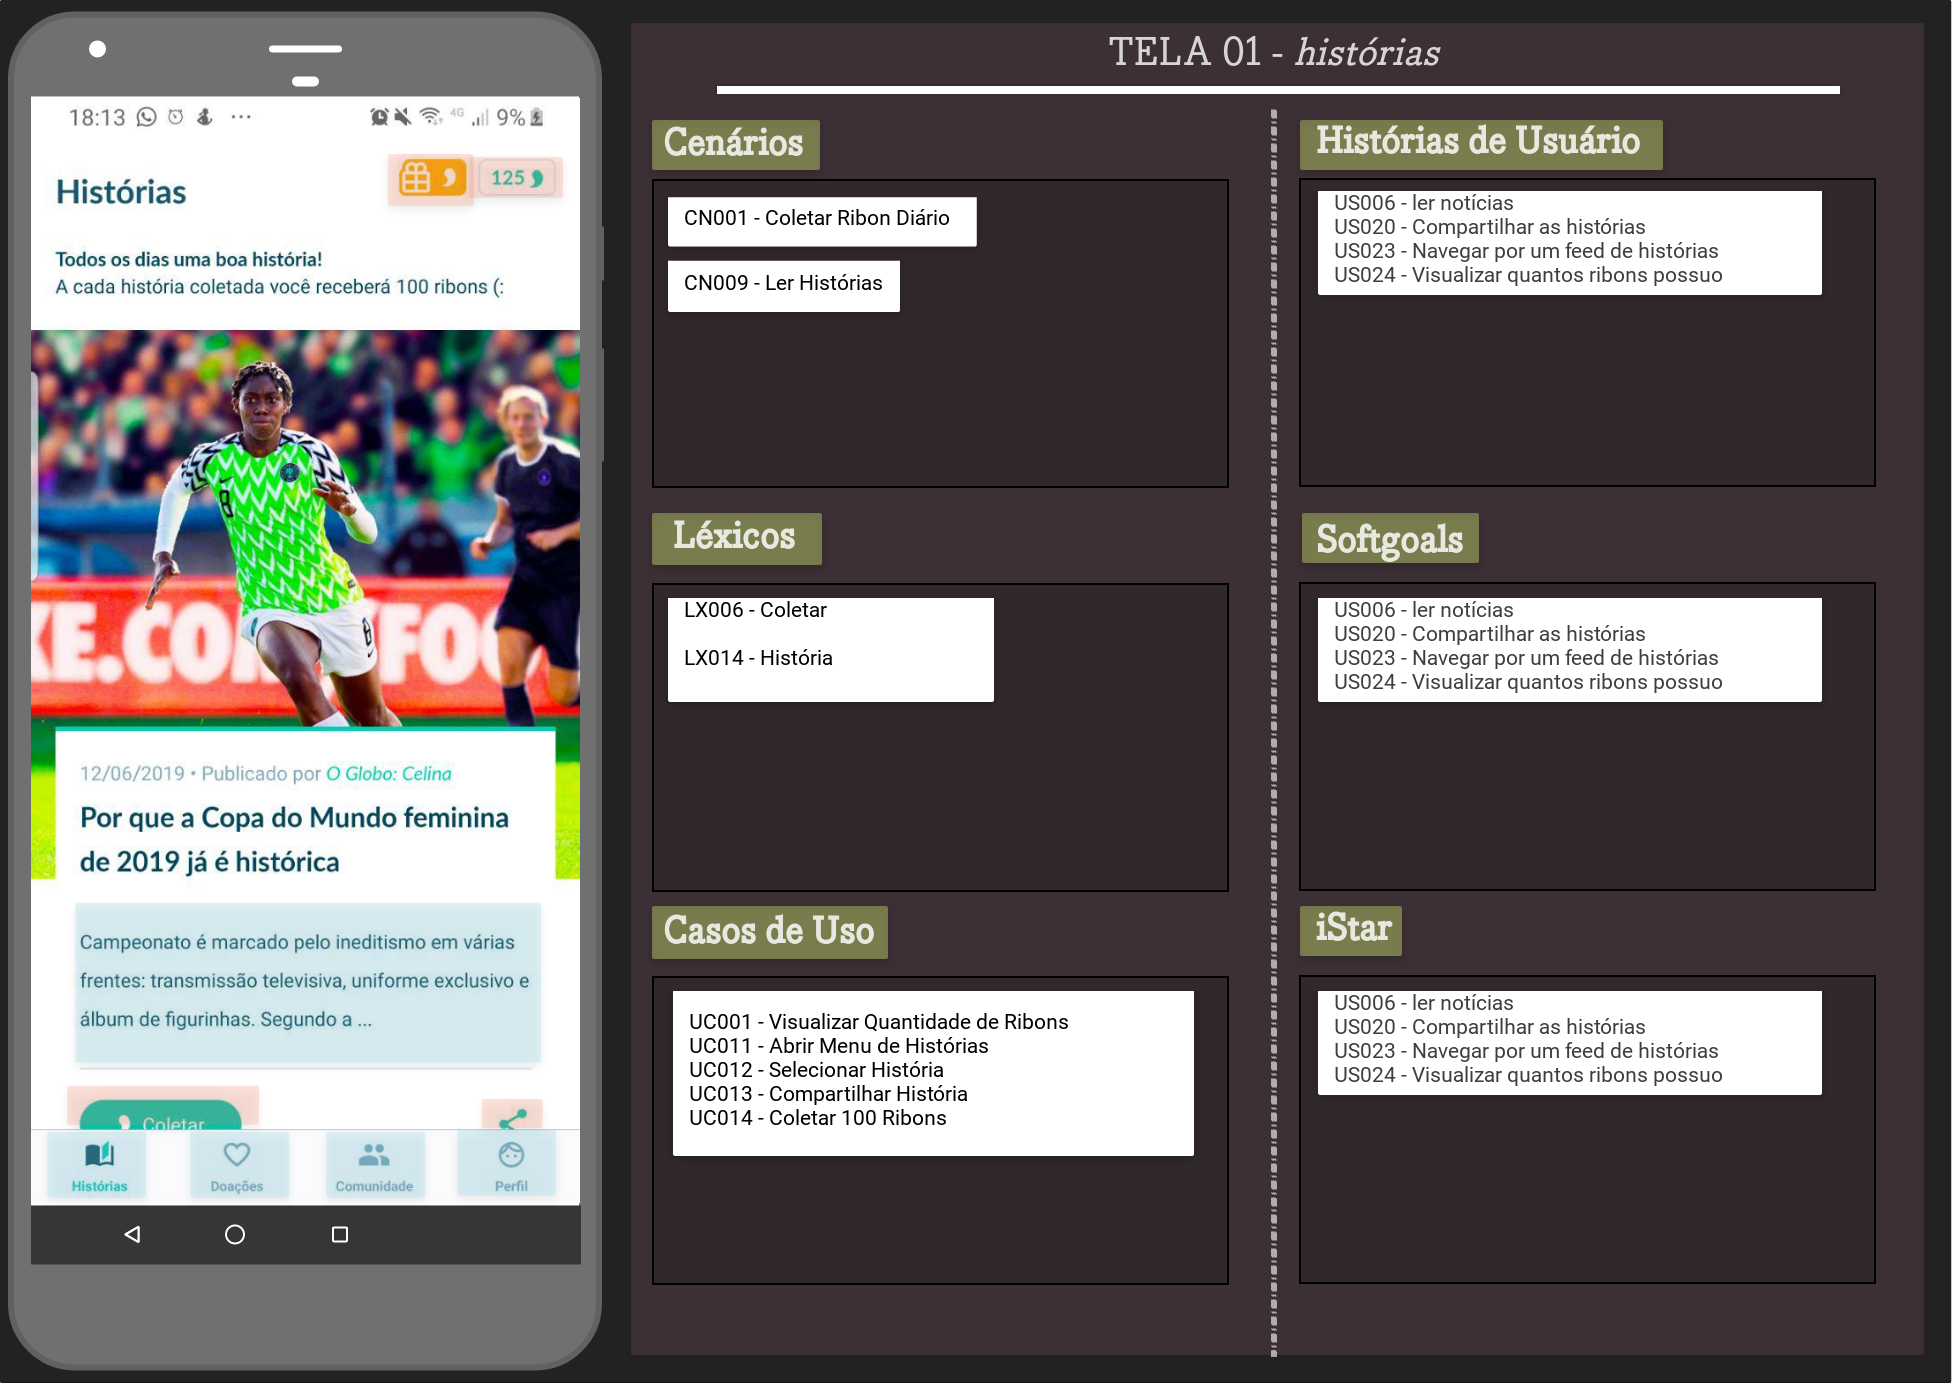 18:13
4G
9%
Histórias
125
Todos os dias uma boa história!
A cada história coletada você receberá 100 ribons (:
8
8
KE.CO
FO
12/06/2019 • Publicado por O Globo: Celina
Por que a Copa do Mundo feminina
de 2019 já é histórica
Campeonato é marcado pelo ineditismo em várias
frentes: transmissão televisiva, uniforme exclusivo e
álbum de figurinhas. Segundo a ...
Coletar
Histórias
Doações
Comunidade
Perfil
TELA 01 - histórias
Cenários
CN001 - Coletar Ribon Diário
CN009 - Ler Histórias
Histórias de Usuário
US006 - ler notícias
US020 - Compartilhar as histórias
US023 - Navegar por um feed de histórias
US024 - Visualizar quantos ribons possuo
Léxicos
LX006 - Coletar
LX014 - História
Softgoals
US006 - ler notícias
US020 - Compartilhar as histórias
US023 - Navegar por um feed de histórias
US024 - Visualizar quantos ribons possuo
Casos de Uso
UC001 - Visualizar Quantidade de Ribons
UC011 - Abrir Menu de Histórias
UC012 - Selecionar História
UC013 - Compartilhar História
UC014 - Coletar 100 Ribons
iStar
US006 - ler notícias
US020 - Compartilhar as histórias
US023 - Navegar por um feed de histórias
US024 - Visualizar quantos ribons possuo